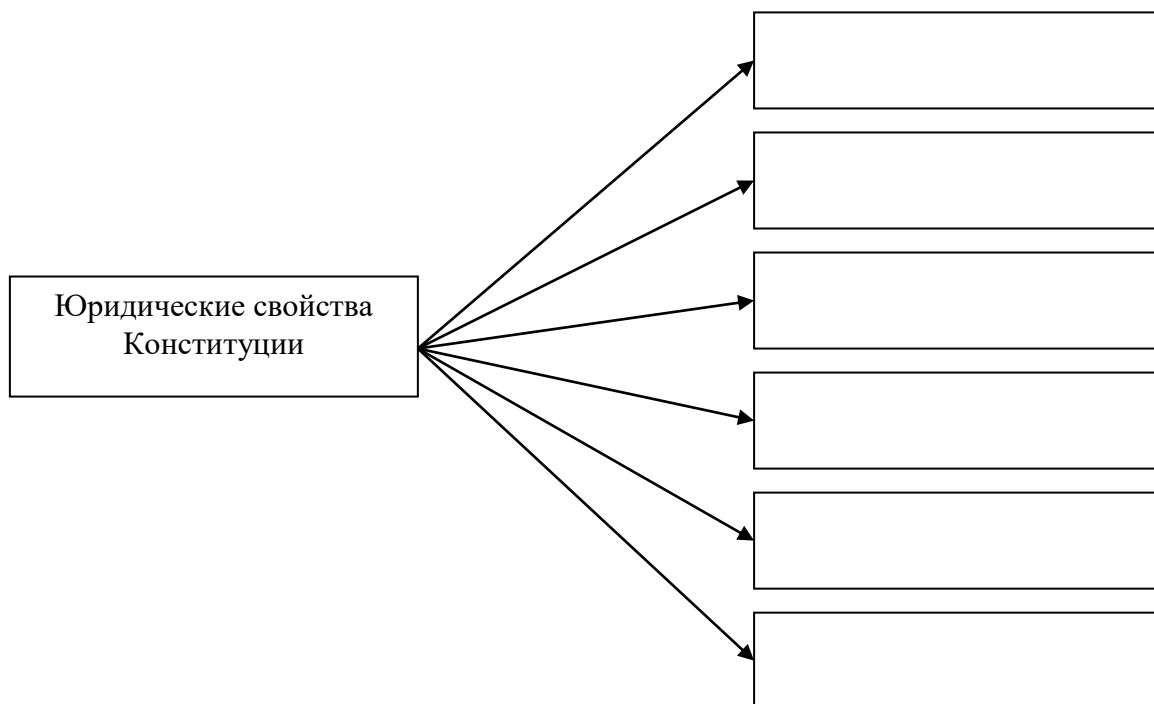 Юридические свойства
Конституции